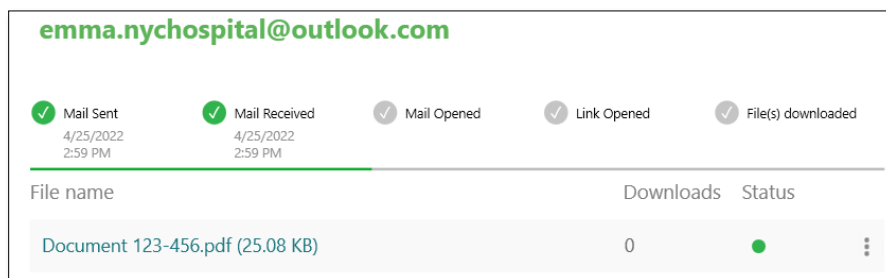 emma.nychospital@outlook.com
Mail Sent Mail Received Mail Opened Link Opened File(s) downloaded
4/25/2022 4/25/2022
2:59 PM 2:59 PM
File name Downloads Status
Document 123-456.pdf (25.08 KB) 0